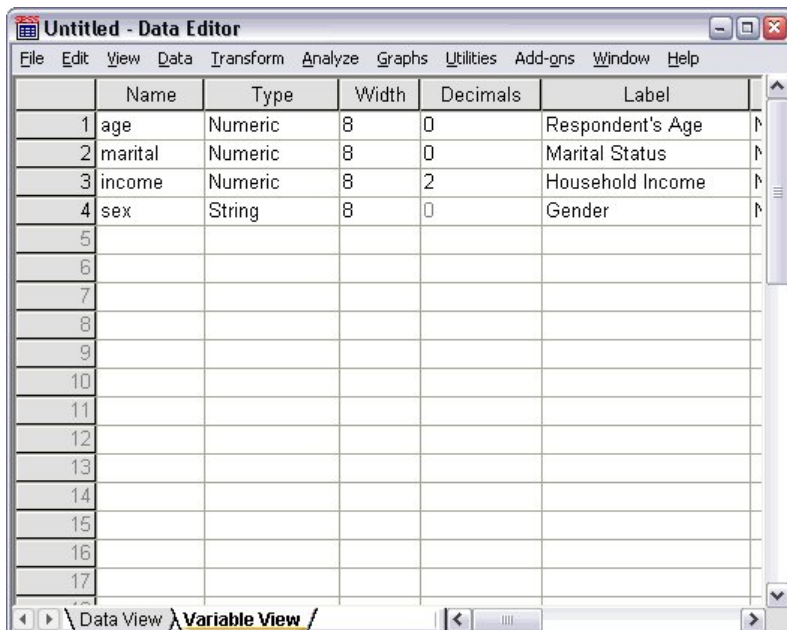 Untitled - Data Editor
File Edit View Data Transform Analyze Graphs Utilities Add-ons Window Help
Name Type Width Decimals Label
1 age Numeric 8 0 Respondent's Age
2 marital Numeric 8 0 Marital Status
3 income Numeric 8 2 Household Income
4 sex String 8 0 Gender
5
6
7
8
9
10
11
12
13
14
15
16
17
Data View Variable View